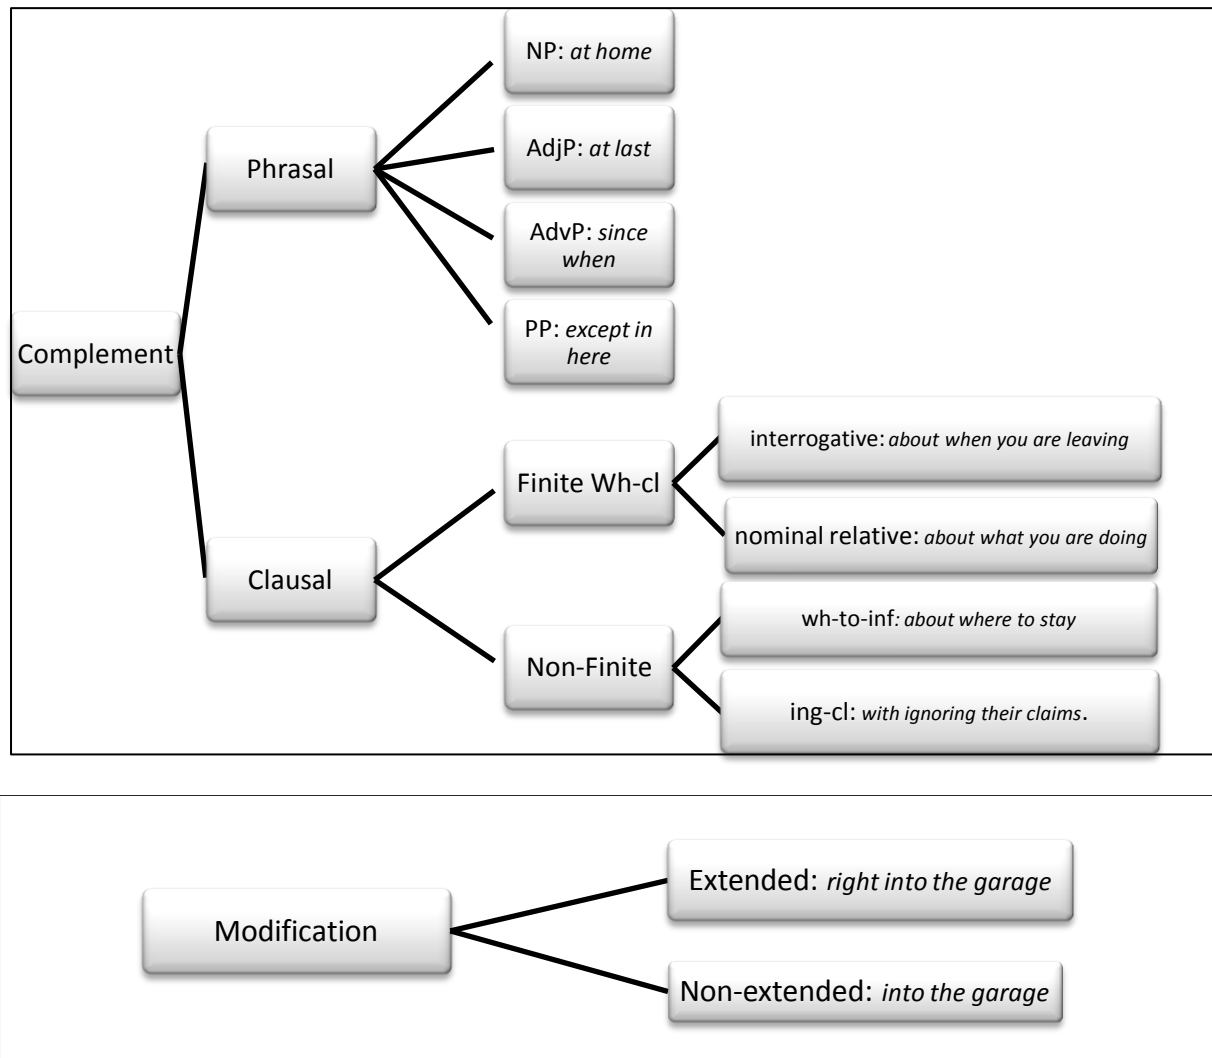 NP: at home
AdjP: at last
Phrasal
AdvP: since
when
PP: except in
here
Complement
interrogative: about when you are leaving
Finite Wh-cl
nominal relative: about what you are doing
Clausal
wh-to-inf: about where to stay
Non-Finite
ing-cl: with ignoring their claims.
Extended: right into the garage
Modification
Non-extended: into the garage